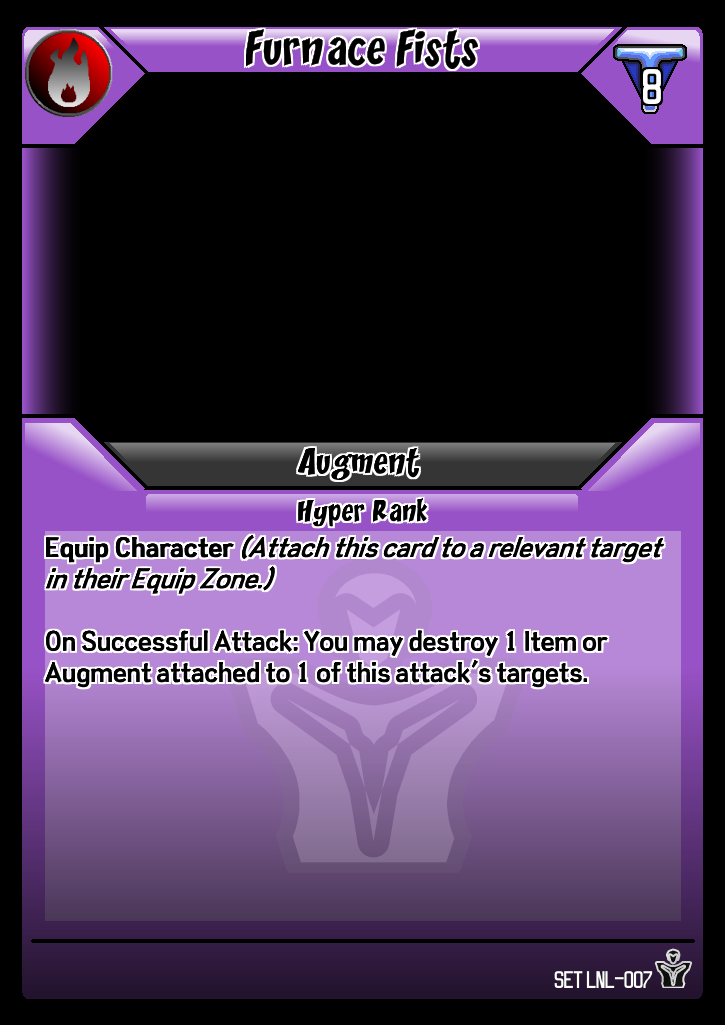 Furnace Fists
8
Augment
Hyper Rank
Equip Character (Attach this card to a relevant target
in their Equip Zone.)
On Successful Attack: You may destroy 1 Item or
Augment attached to 1 of this attack's targets.
SET LNL-007